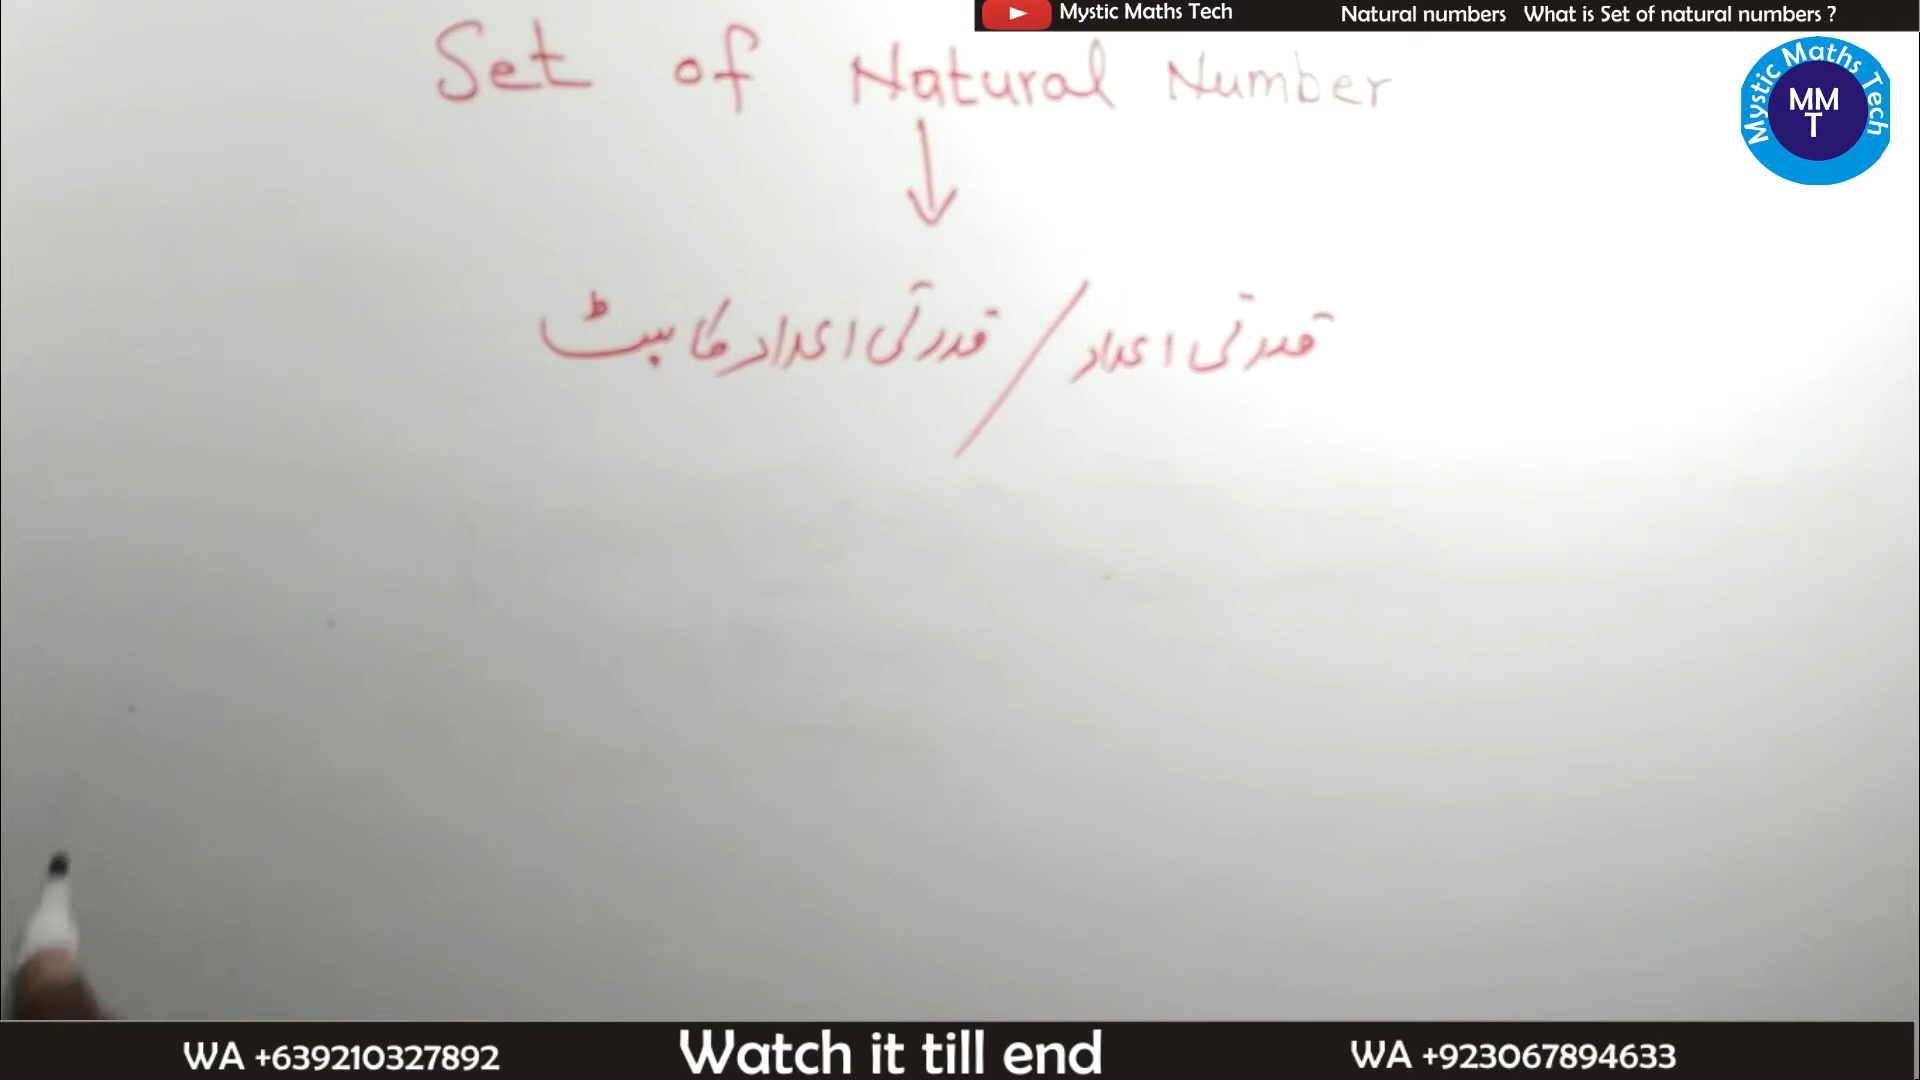 Mystic Maths Tech Natural numbers What is Set of natural numbers ?
Set of Natural Number
Mystic Maths Tech
MM
T
قدرتی اعداد / قدرتی اعداد کا سیٹ
WA +639210327892 Watch it till end WA +923067894633